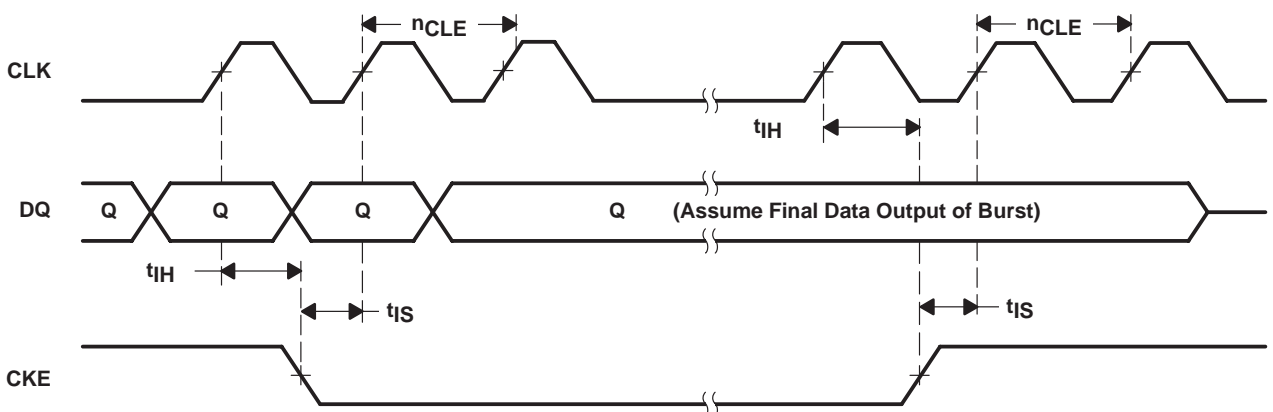 nCLE nCLE
CLK
tIH
DQ Q Q Q Q (Assume Final Data Output of Burst)
tIH
tIS tIS
CKE